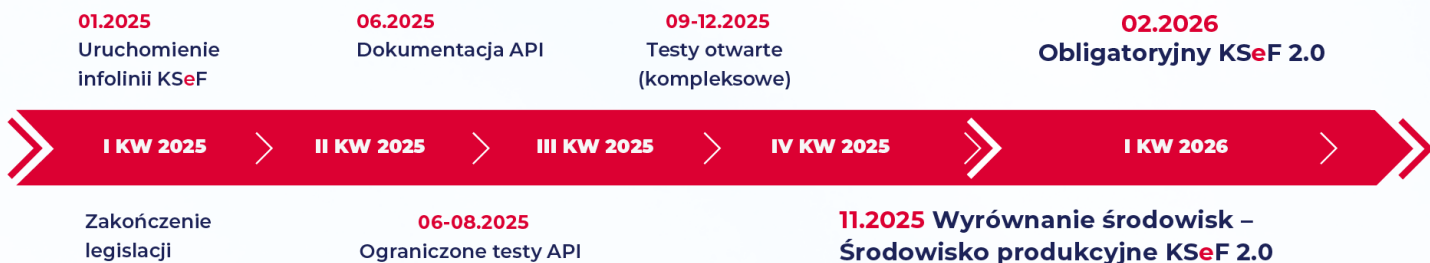 01.2025
Uruchomienie
infolinii KSeF
06.2025
Dokumentacja API
09-12.2025
Testy otwarte
(kompleksowe)
02.2026
Obligatoryjny KSeF 2.0
I KW 2025
II KW 2025
III KW 2025
IV KW 2025
I KW 2026
Zakończenie
legislacji
06-08.2025
Ograniczone testy API
11.2025 Wyrównanie środowisk –
Środowisko produkcyjne KSeF 2.0